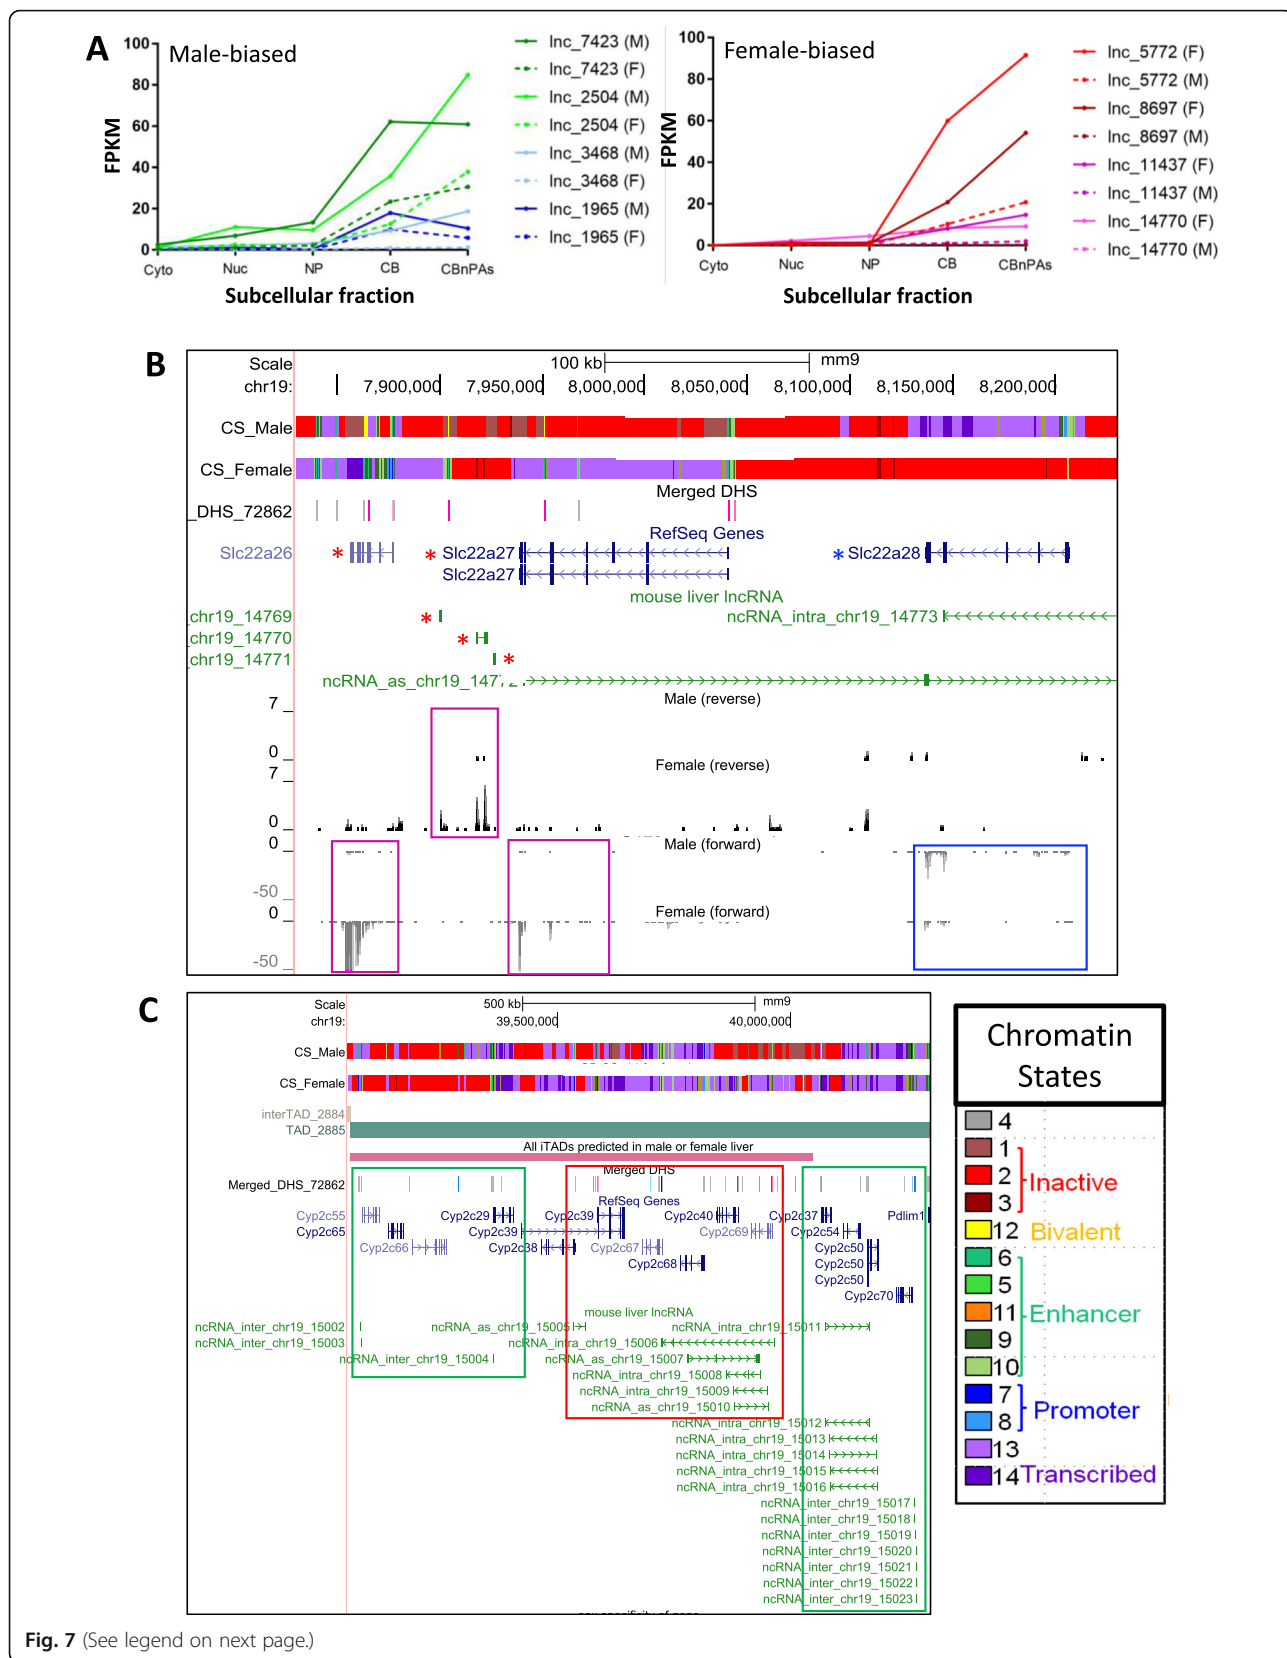 A
Male-biased
100
80
60
40
20
0
FPKM
Cyto Nuc NP CB CBnPAs
Subcellular fraction
lnc_7423 (M)
lnc_7423 (F)
lnc_2504 (M)
lnc_2504 (F)
lnc_3468 (M)
lnc_3468 (F)
lnc_1965 (M)
lnc_1965 (F)
Female-biased
100
80
60
40
20
0
FPKM
Cyto Nuc NP CB CBnPAs
Subcellular fraction
lnc_5772 (F)
lnc_5772 (M)
lnc_8697 (F)
lnc_8697 (M)
lnc_11437 (F)
lnc_11437 (M)
lnc_14770 (F)
lnc_14770 (M)
B
Scale 100 kb mm9
chr19: 7,900,000 7,950,000 8,000,000 8,050,000 8,100,000 8,150,000 8,200,000
CS_Male
CS_Female
Merged DHS
_DHS_72862
RefSeq Genes
Slc22a26 * * Slc22a27 * Slc22a28
Slc22a27
mouse liver lncRNA
_chr19_14769 * ncRNA_intra_chr19_14773
_chr19_14770 *
_chr19_14771 *
ncRNA_as_chr19_1477
Male (reverse)
7
0
Female (reverse)
7
0
Male (forward)
0
-50
Female (forward)
0
-50
C
Scale 500 kb mm9
chr19: 39,500,000 40,000,000
CS_Male
CS_Female
interTAD_2884
TAD_2885
All iTADs predicted in male or female liver
Merged DHS
Merged_DHS_72862
RefSeq Genes
Cyp2c55 Cyp2c29 Cyp2c39 Cyp2c40 Cyp2c37 Pdlim1
Cyp2c65 Cyp2c39 Cyp2c69 Cyp2c54
Cyp2c66 Cyp2c38 Cyp2c67 Cyp2c50
Cyp2c68 Cyp2c50
Cyp2c50
Cyp2c70
mouse liver lncRNA
ncRNA_inter_chr19_15002 ncRNA_as_chr19_15005 ncRNA_intra_chr19_15011
ncRNA_inter_chr19_15003 ncRNA_intra_chr19_15006
ncRNA_inter_chr19_15004 ncRNA_as_chr19_15007
ncRNA_intra_chr19_15008
ncRNA_intra_chr19_15009
ncRNA_as_chr19_15010
ncRNA_intra_chr19_15012
ncRNA_intra_chr19_15013
ncRNA_intra_chr19_15014
ncRNA_intra_chr19_15015
ncRNA_intra_chr19_15016
ncRNA_inter_chr19_15017
ncRNA_inter_chr19_15018
ncRNA_inter_chr19_15019
ncRNA_inter_chr19_15020
ncRNA_inter_chr19_15021
ncRNA_inter_chr19_15022
ncRNA_inter_chr19_15023
Chromatin
States
4
1
2 Inactive
3
12 Bivalent
6
5
11 Enhancer
9
10
7
Promoter
8
13
14 Transcribed
Fig. 7 (See legend on next page.)